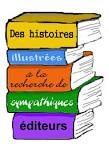 Des histoires
illustrées
à la recherche de
sympathiques
éditeurs